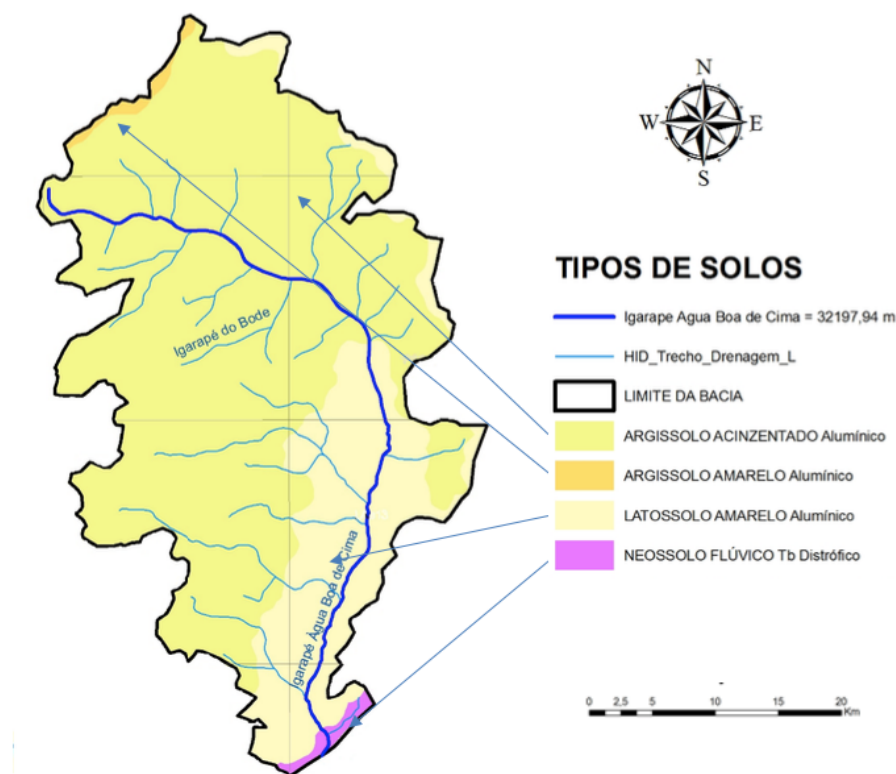 N
W
E
S
TIPOS DE SOLOS
Igarape Agua Boa de Cima = 32197,94 m
HID_Trecho_Drenagem_L
LIMITE DA BACIA
ARGISSOLO ACINZENTADO Alumínico
ARGISSOLO AMARELO Alumínico
LATOSSOLO AMARELO Alumínico
NEOSSOLO FLÚVICO Tb Distrófico
Igarapé do Bode
Igarapé Água Boa de Cima
0 2,5 5 10 15 20
Km